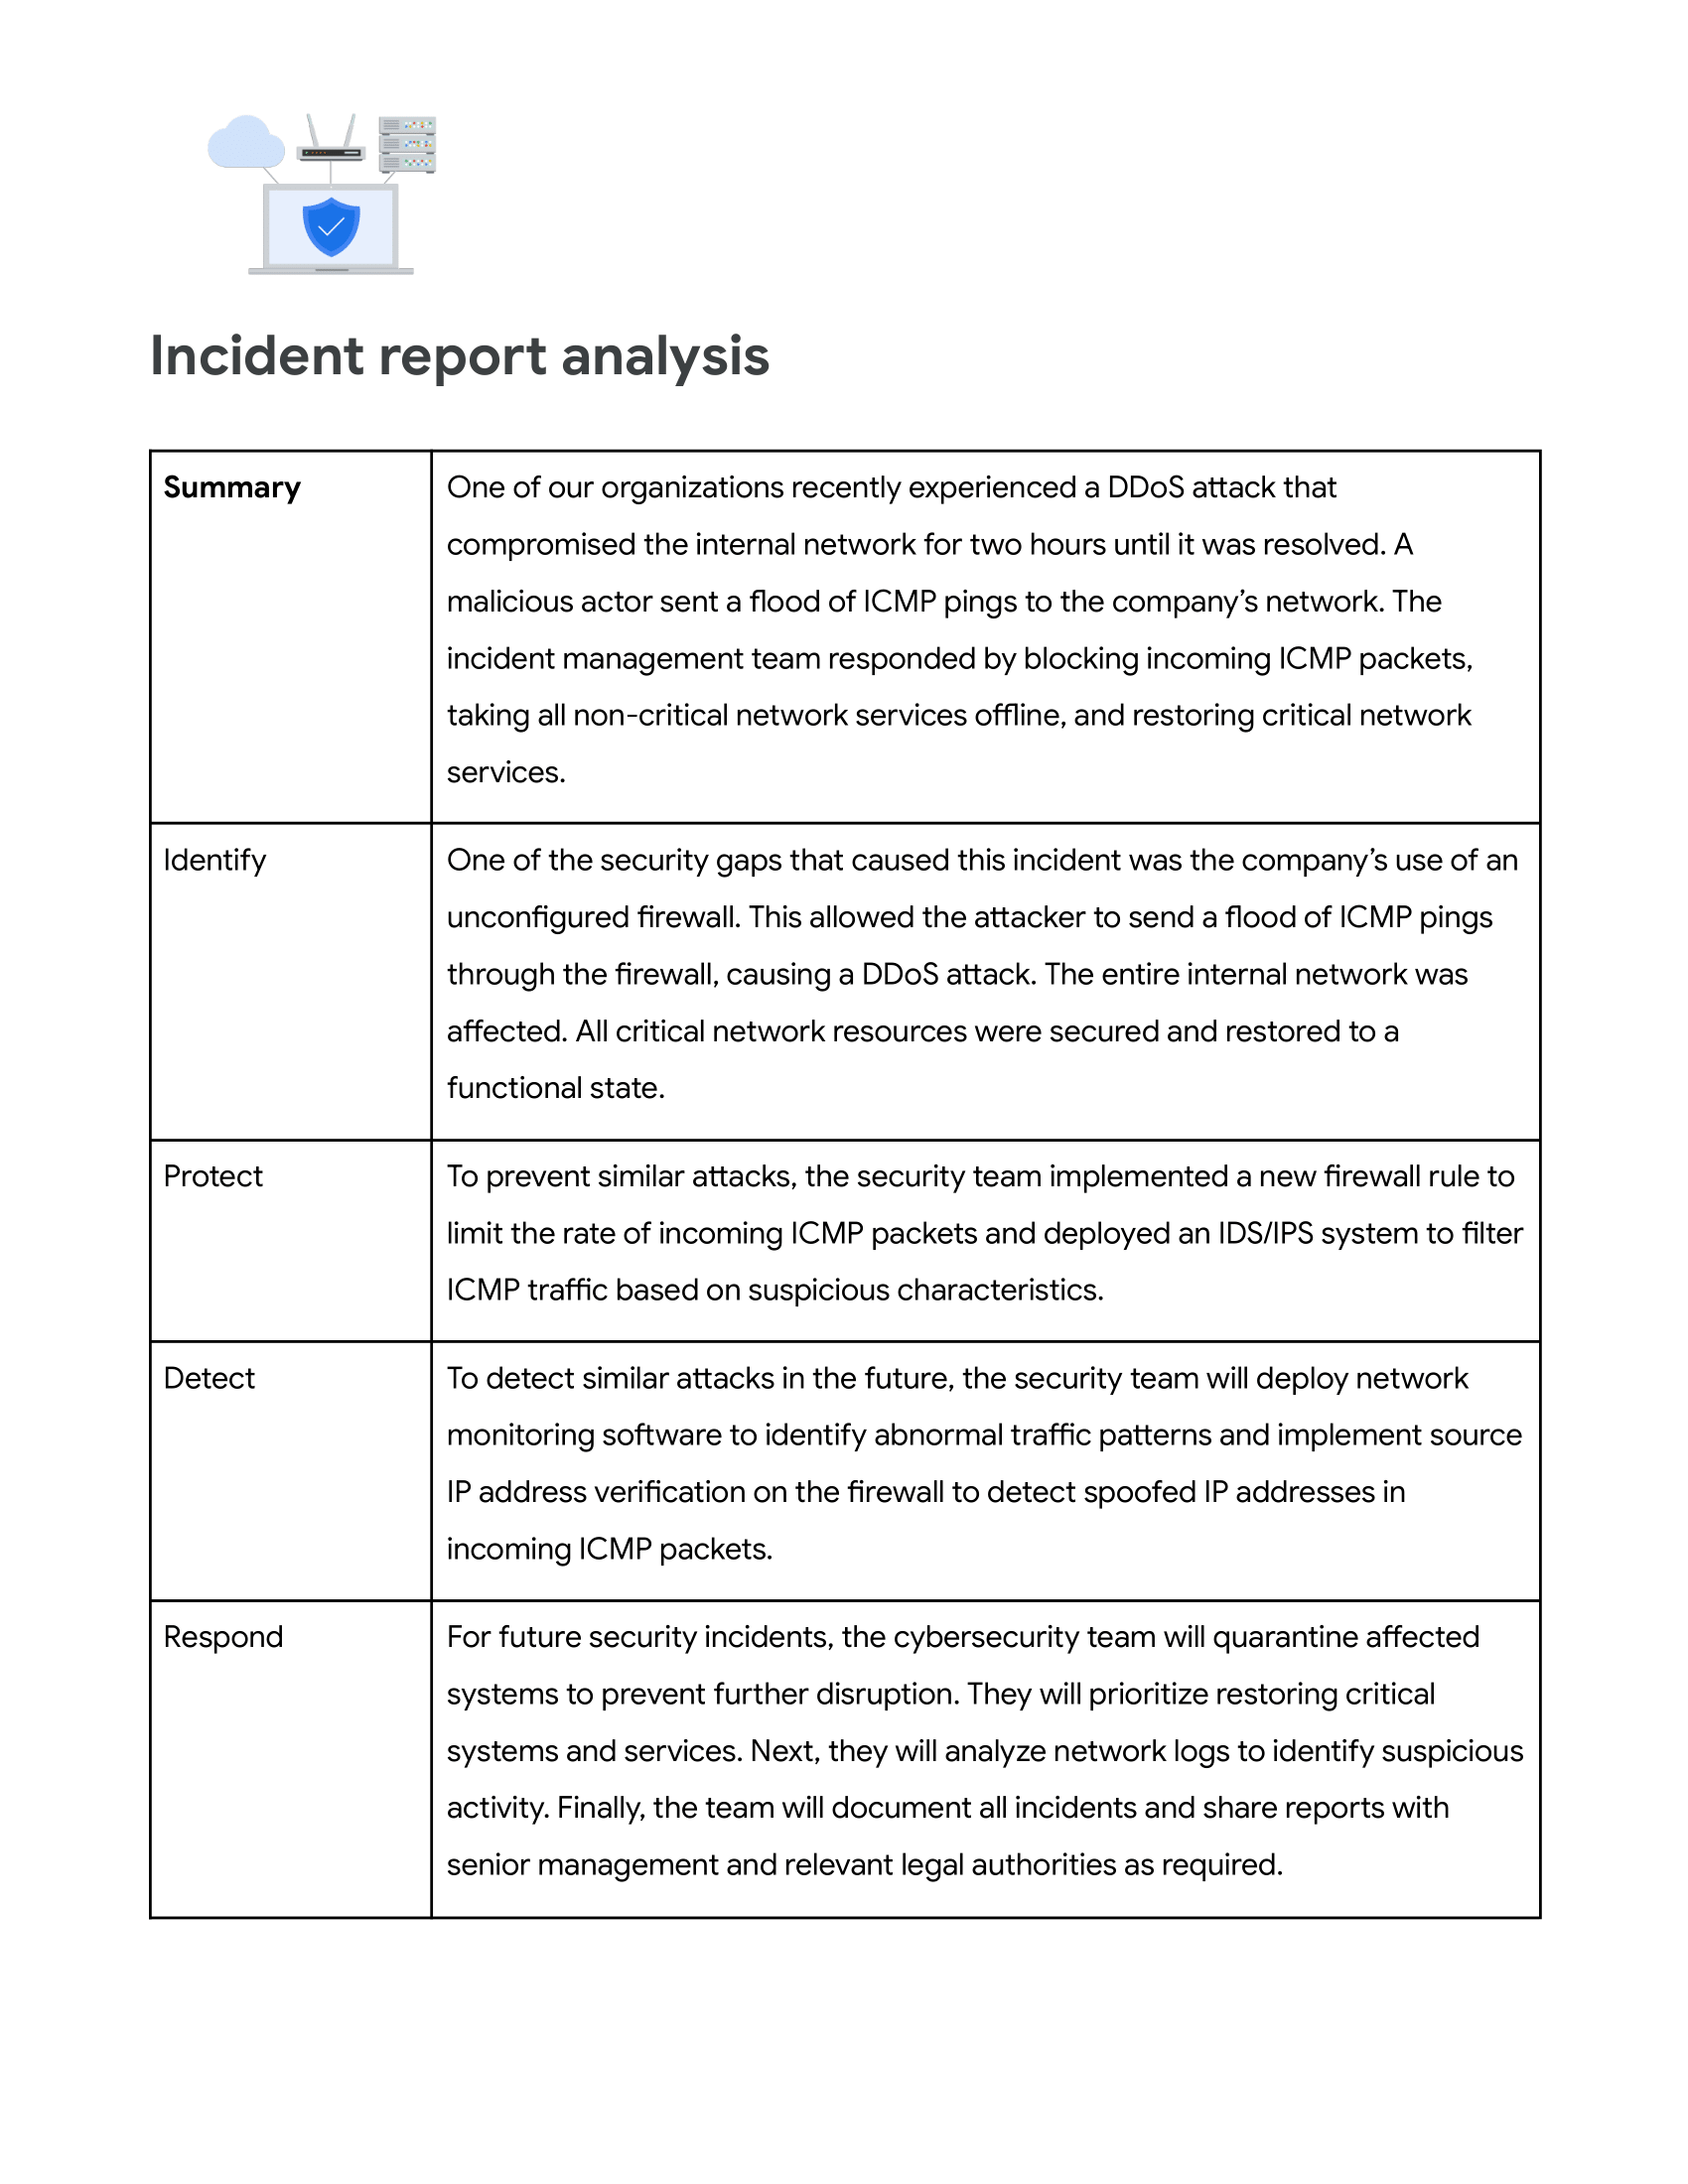 Incident report analysis
Summary
One of our organizations recently experienced a DDoS attack that
compromised the internal network for two hours until it was resolved. A
malicious actor sent a flood of ICMP pings to the company’s network. The
incident management team responded by blocking incoming ICMP packets,
taking all non-critical network services offline, and restoring critical network
services.
Identify
One of the security gaps that caused this incident was the company’s use of an
unconfigured firewall. This allowed the attacker to send a flood of ICMP pings
through the firewall, causing a DDoS attack. The entire internal network was
affected. All critical network resources were secured and restored to a
functional state.
Protect
To prevent similar attacks, the security team implemented a new firewall rule to
limit the rate of incoming ICMP packets and deployed an IDS/IPS system to filter
ICMP traffic based on suspicious characteristics.
Detect
To detect similar attacks in the future, the security team will deploy network
monitoring software to identify abnormal traffic patterns and implement source
IP address verification on the firewall to detect spoofed IP addresses in
incoming ICMP packets.
Respond
For future security incidents, the cybersecurity team will quarantine affected
systems to prevent further disruption. They will prioritize restoring critical
systems and services. Next, they will analyze network logs to identify suspicious
activity. Finally, the team will document all incidents and share reports with
senior management and relevant legal authorities as required.